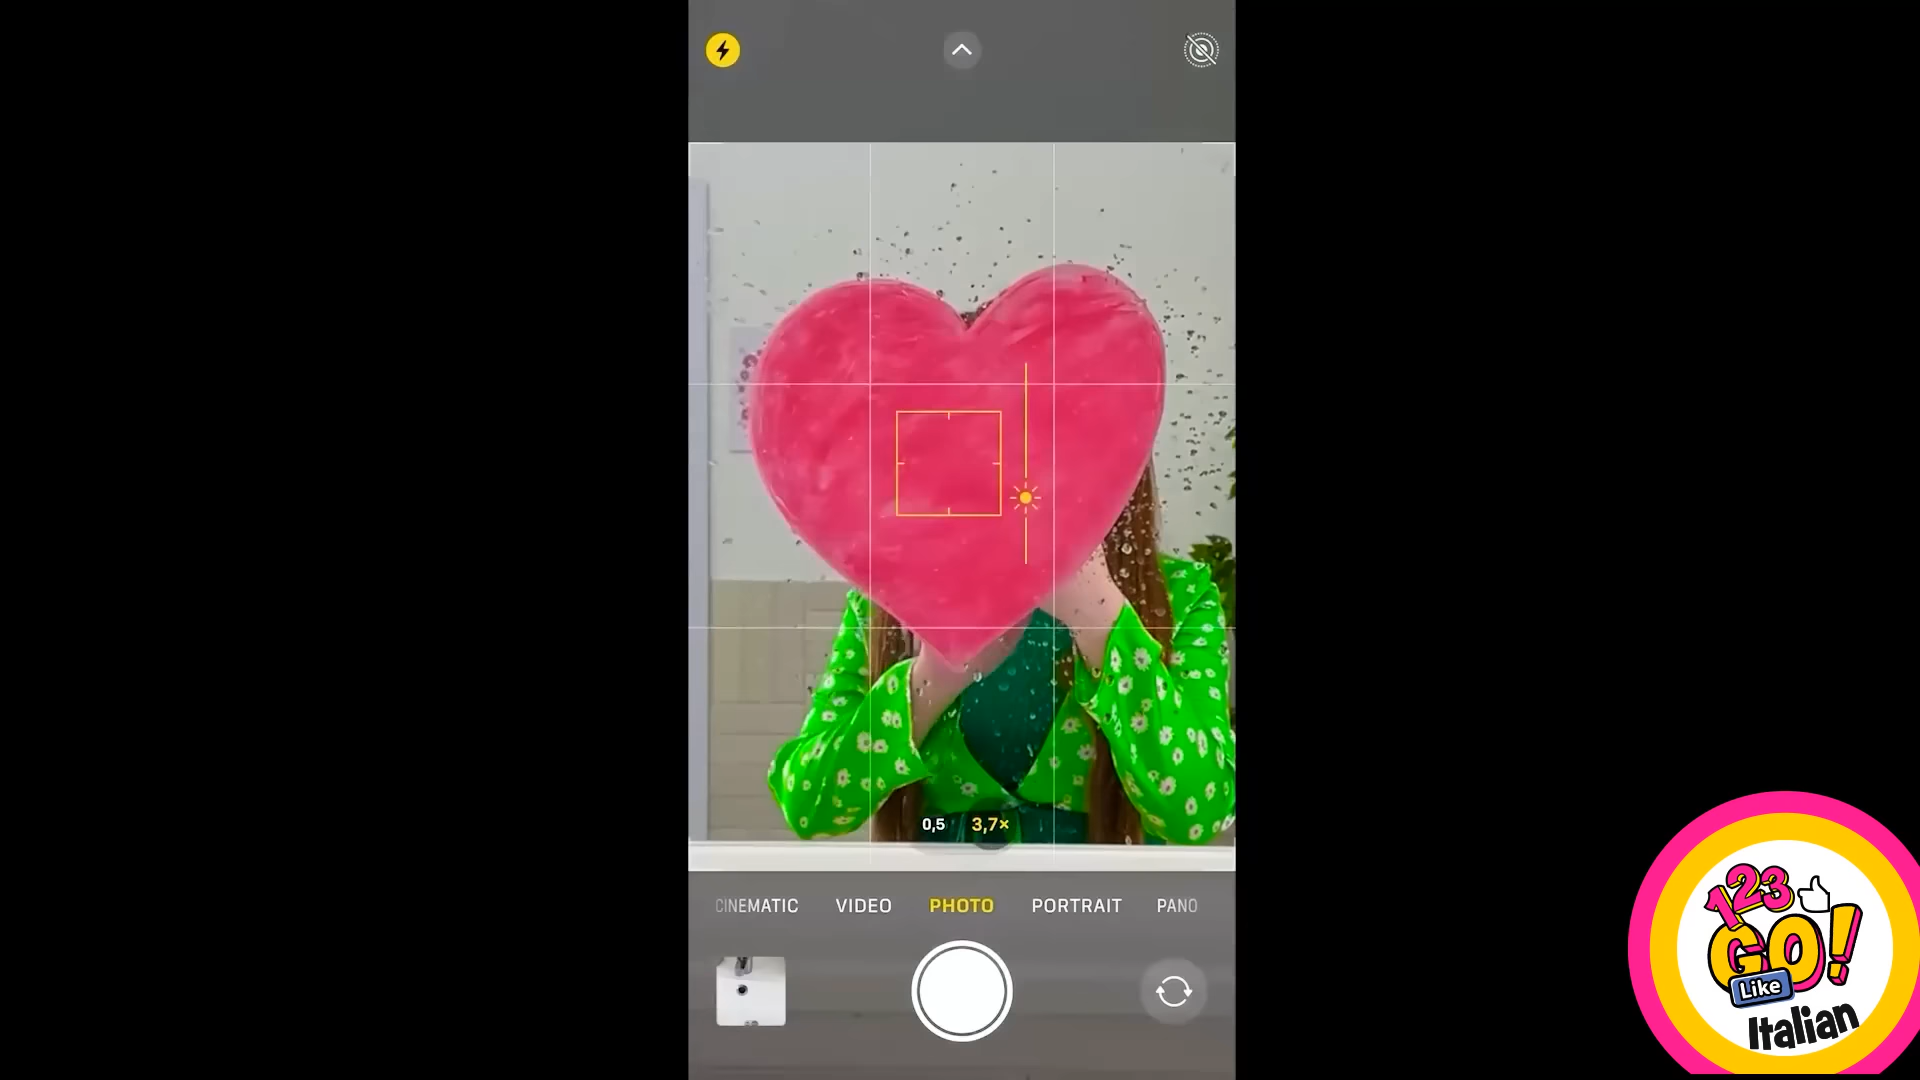 0,5 3,7×
CINEMATIC VIDEO PHOTO PORTRAIT PANO
123
GO!
Like
Italian